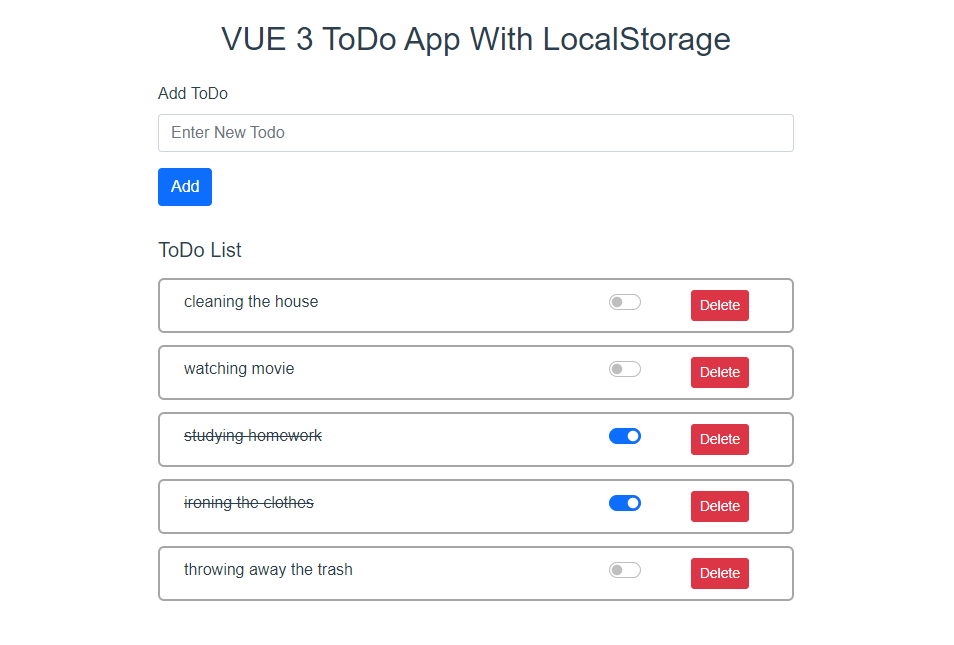 VUE 3 ToDo App With LocalStorage
Add ToDo
Enter New Todo
Add
ToDo List
cleaning the house Delete
watching movie Delete
studying homework Delete
ironing the clothes Delete
throwing away the trash Delete